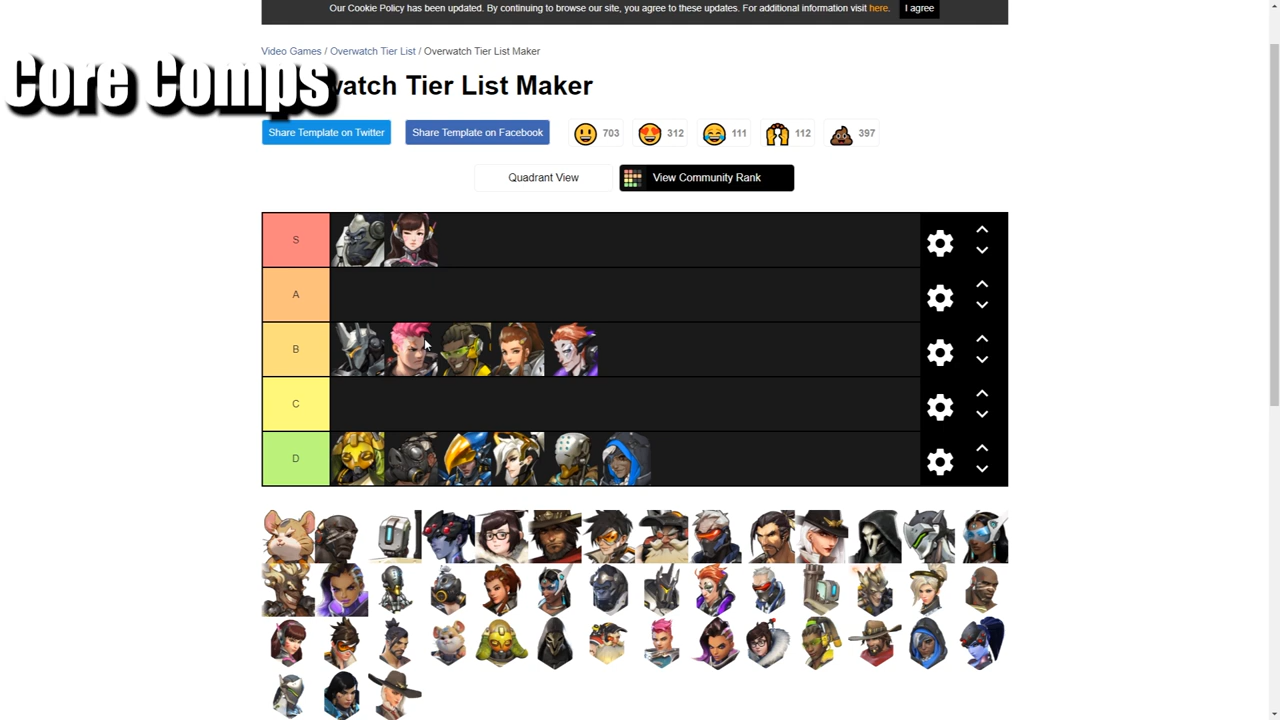 Our Cookie Policy has been updated. By continuing to browse our site, you agree to these updates. For additional information visit here. I agree
Video Games / Overwatch Tier List / Overwatch Tier List Maker
Core Comps
watch Tier List Maker
Share Template on Twitter Share Template on Facebook 703 312 111 112 397
Quadrant View View Community Rank
S
A
B
C
D